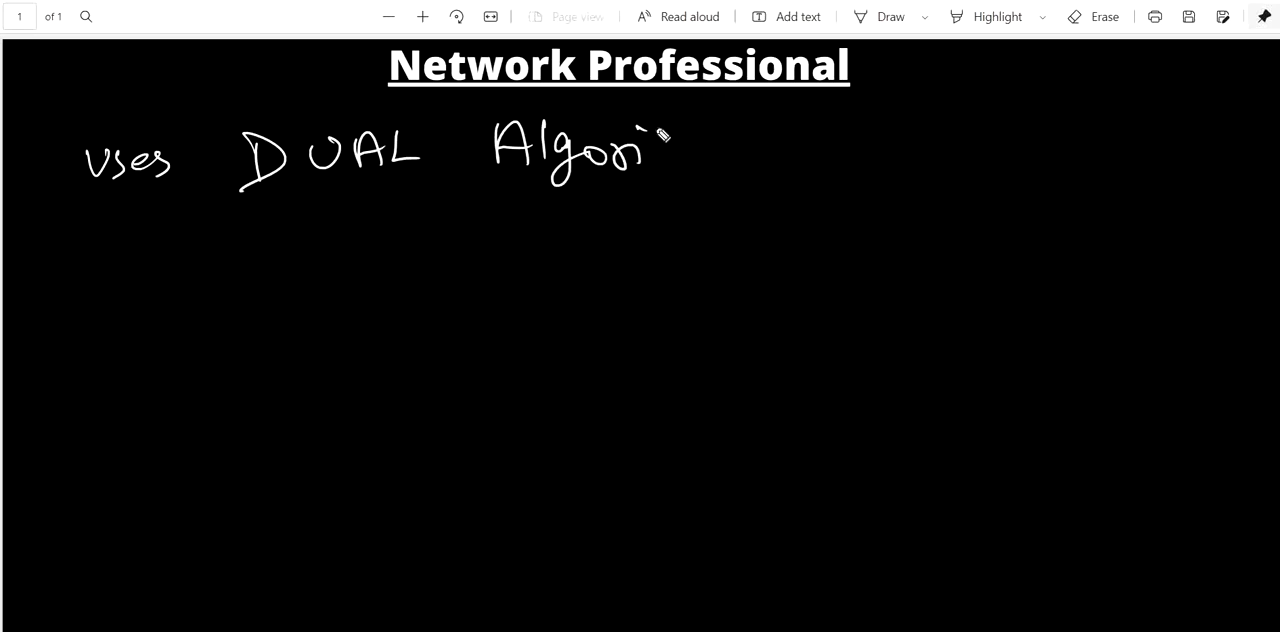 1 of 1 Page view Read aloud Add text Draw Highlight Erase
Network Professional
uses DUAL Algori